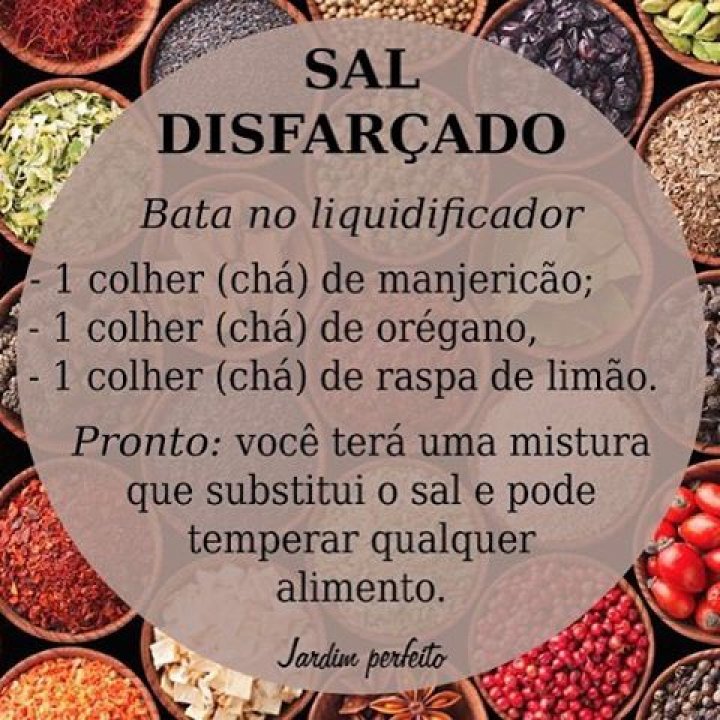 SAL
DISFARÇADO
Bata no liquidificador
- 1 colher (chá) de manjericão;
- 1 colher (chá) de orégano,
- 1 colher (chá) de raspa de limão.
Pronto: você terá uma mistura
que substitui o sal e pode
temperar qualquer
alimento.
Jardim perfeito